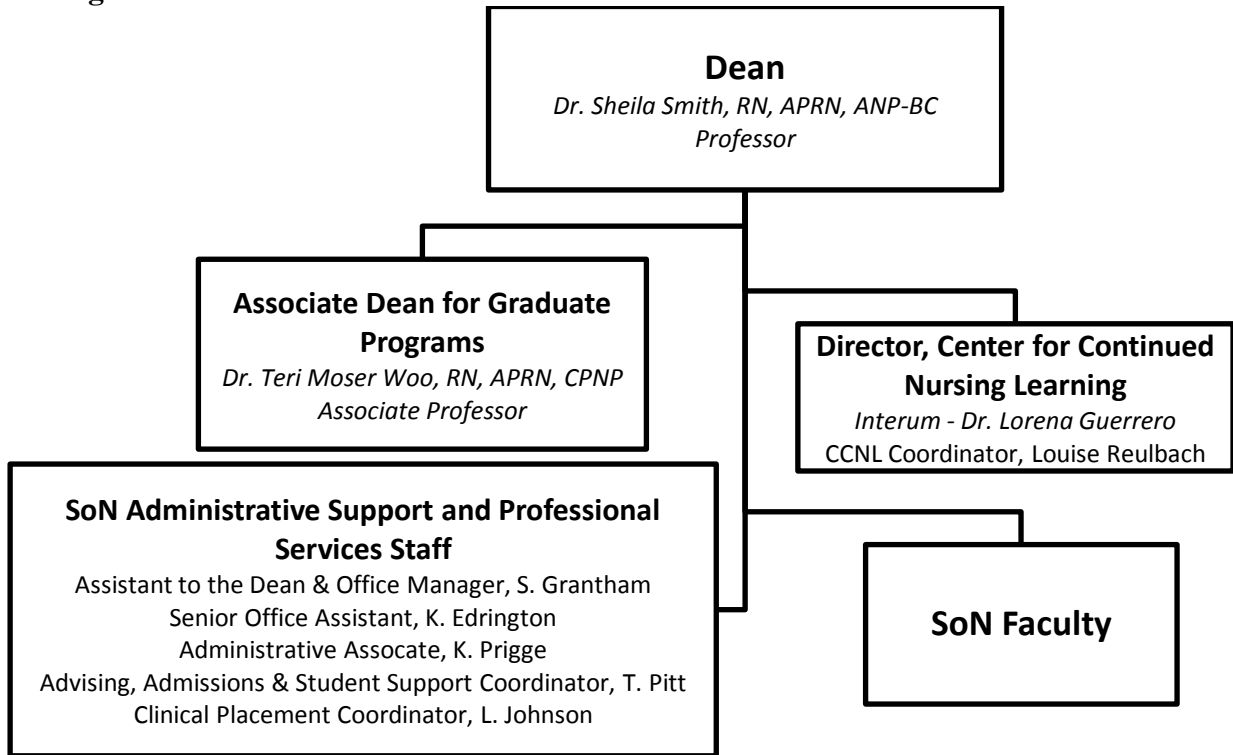 Dean
Dr. Sheila Smith, RN, APRN, ANP-BC
Professor
Associate Dean for Graduate
Programs
Dr. Teri Moser Woo, RN, APRN, CPNP
Associate Professor
Director, Center for Continued
Nursing Learning
Interum - Dr. Lorena Guerrero
CCNL Coordinator, Louise Reulbach
SoN Administrative Support and Professional
Services Staff
Assistant to the Dean & Office Manager, S. Grantham
Senior Office Assistant, K. Edrington
Administrative Assocate, K. Prigge
Advising, Admissions & Student Support Coordinator, T. Pitt
Clinical Placement Coordinator, L. Johnson
SoN Faculty